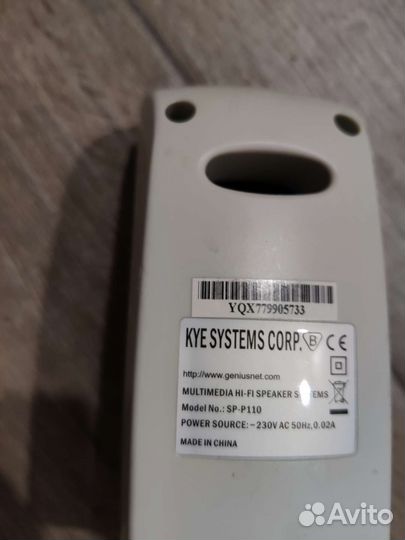 YQX779905733
KYE SYSTEMS CORP. B CE
http://www.geniusnet.com
MULTIMEDIA HI-FI SPEAKER SYSTEMS
Model No.: SP-P110
POWER SOURCE: ~230V AC 50Hz, 0.02A
MADE IN CHINA
Avito